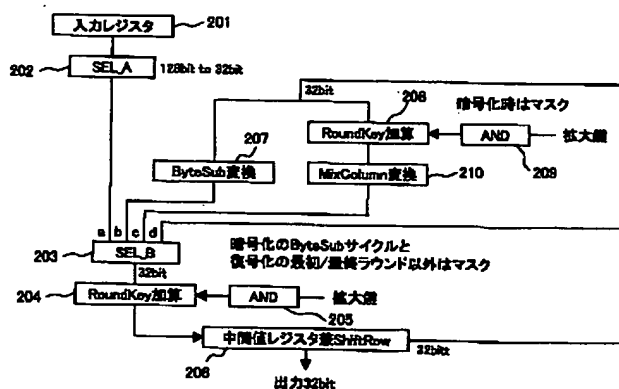 入力レジスタ
201
202
SEL_A
128bit to 32bit
32bit
208
暗号化時はマスク
RoundKey加算
AND
拡大鍵
209
207
ByteSub変換
MixColumn変換
210
a
b
c
d
203
SEL_B
32bit
暗号化のByteSubサイクルと
復号化の最初/最終ラウンド以外はマスク
204
RoundKey加算
AND
拡大鍵
205
中間値レジスタ兼ShiftRow
206
32bit
出力32bit